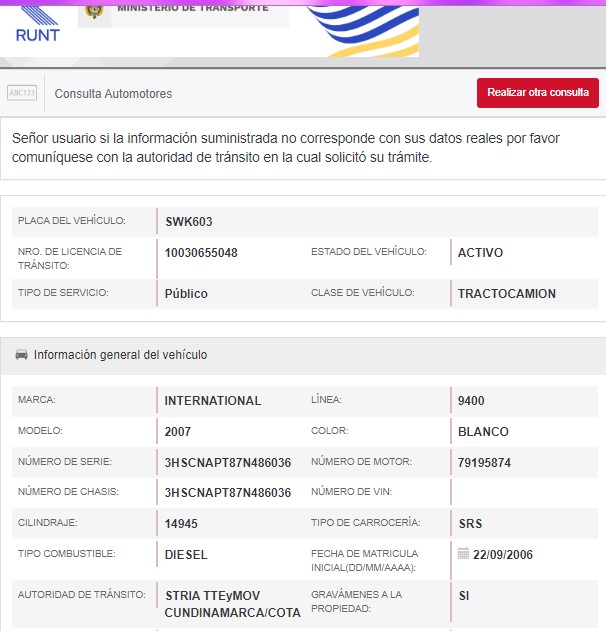 MINISTERIO DE TRANSPORTE
RUNT
ABC123
Consulta Automotores
Realizar otra consulta
Señor usuario si la información suministrada no corresponde con sus datos reales por favor
comuníquese con la autoridad de tránsito en la cual solicitó su trámite.
PLACA DEL VEHÍCULO: SWK603
NRO. DE LICENCIA DE TRÁNSITO: 10030655048 ESTADO DEL VEHÍCULO: ACTIVO
TIPO DE SERVICIO: Público CLASE DE VEHÍCULO: TRACTOCAMION
Información general del vehículo
MARCA: INTERNATIONAL LÍNEA: 9400
MODELO: 2007 COLOR: BLANCO
NÚMERO DE SERIE: 3HSCNAPT87N486036 NÚMERO DE MOTOR: 79195874
NÚMERO DE CHASIS: 3HSCNAPT87N486036 NÚMERO DE VIN:
CILINDRAJE: 14945 TIPO DE CARROCERÍA: SRS
TIPO COMBUSTIBLE: DIESEL FECHA DE MATRICULA INICIAL(DD/MM/AAAA): 22/09/2006
AUTORIDAD DE TRÁNSITO: STRIA TTEyMOV CUNDINAMARCA/COTA GRAVÁMENES A LA PROPIEDAD: SI